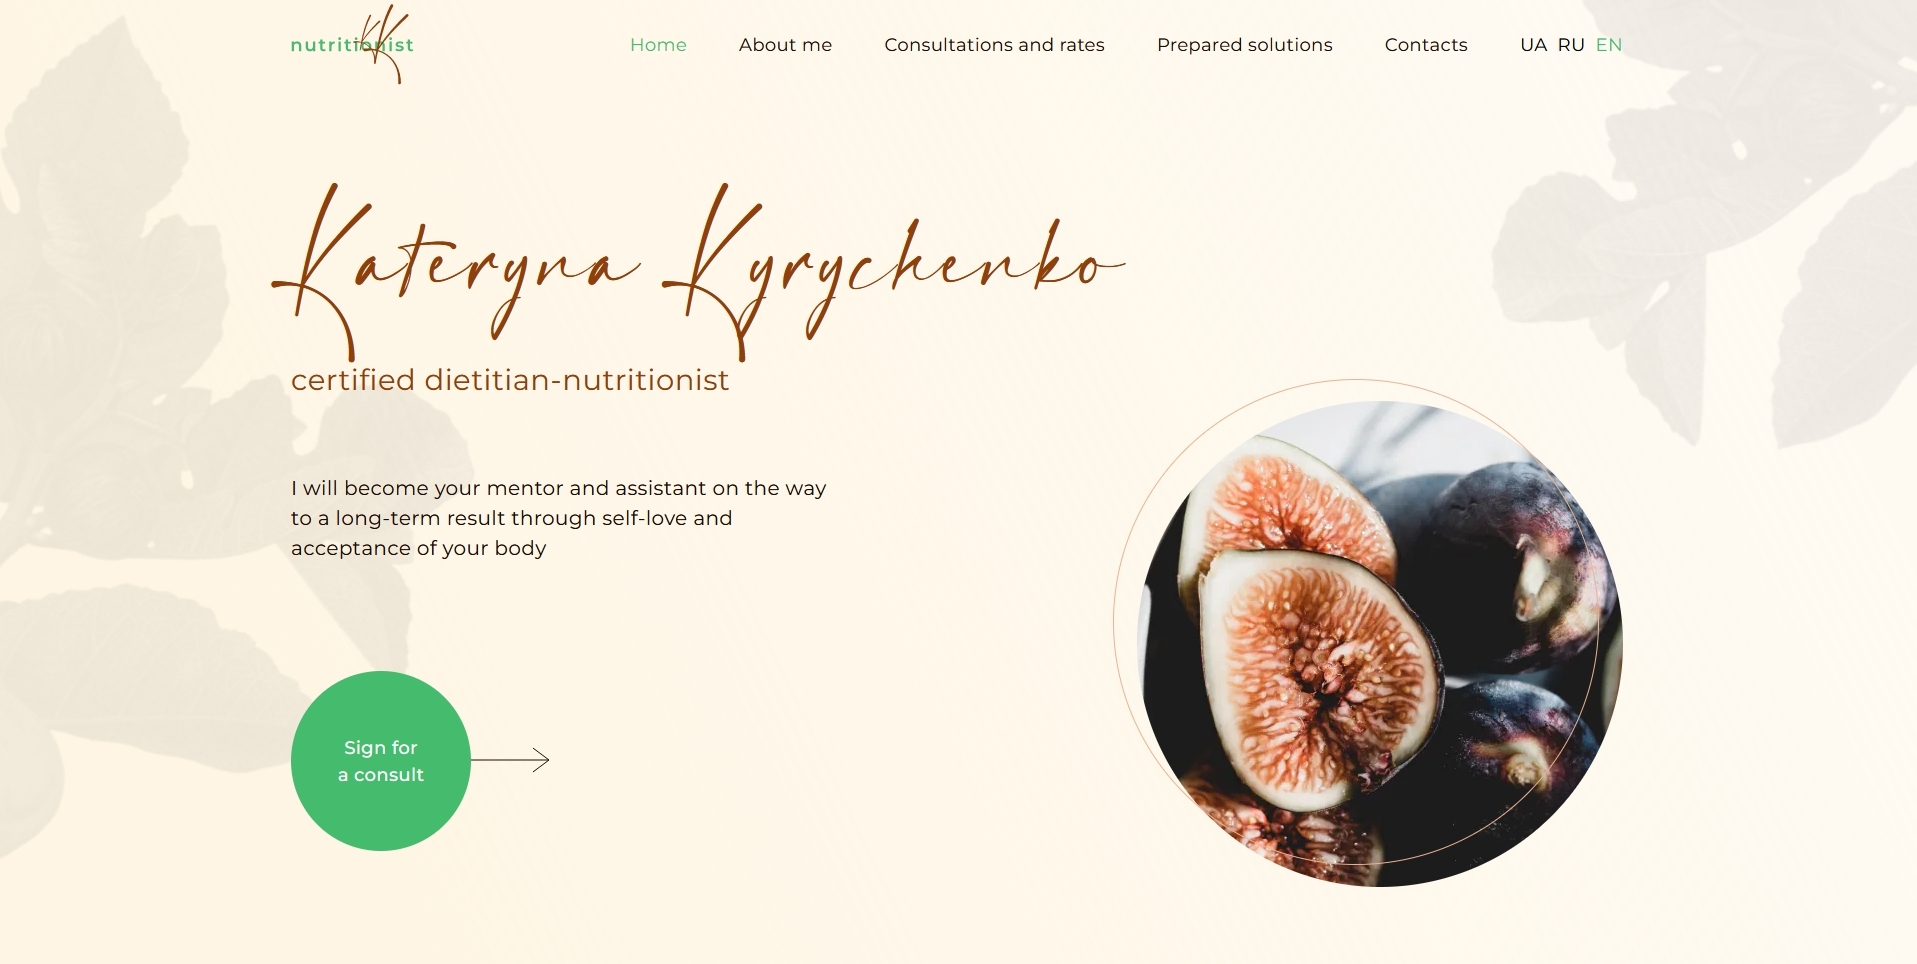 nutritionist KK
Home About me Consultations and rates Prepared solutions Contacts UA RU EN
Kateryna Kyrychenko
certified dietitian-nutritionist
I will become your mentor and assistant on the way
to a long-term result through self-love and
acceptance of your body
Sign for
a consult